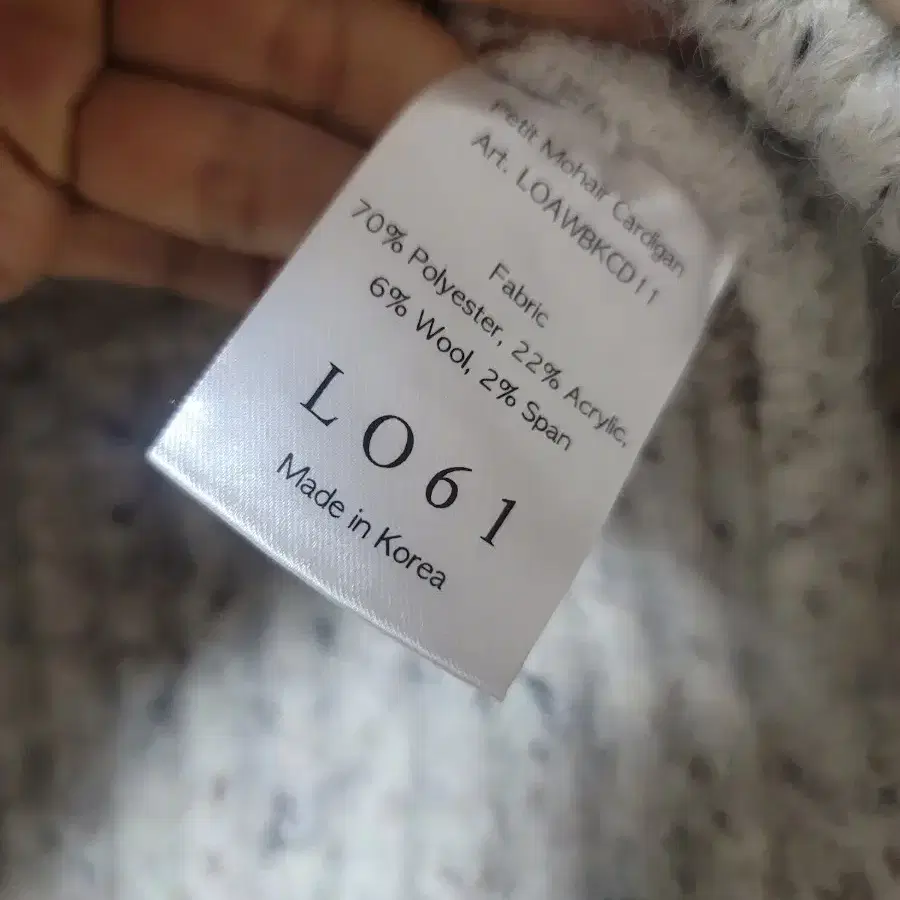 Petit Mohair Cardigan
Art. LOAWBKCD11
Fabric
70% Polyester, 22% Acrylic,
6% Wool, 2% Span
LO61
Made in Korea